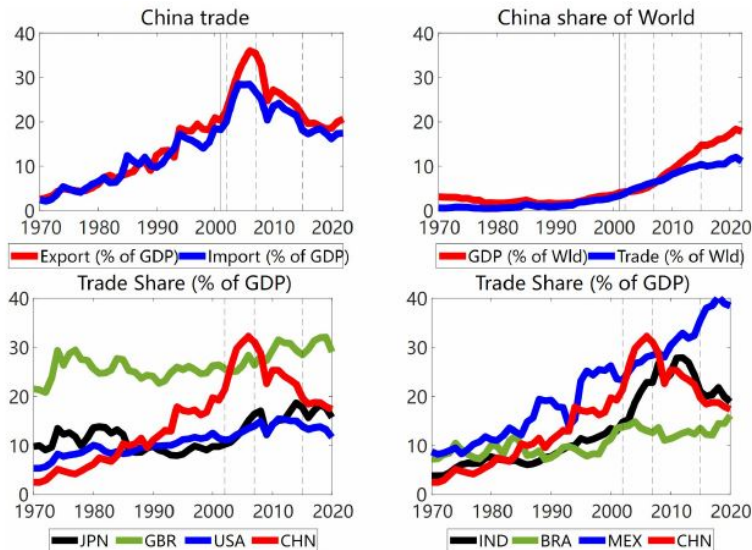 China trade
40
30
20
10
0
1970 1980 1990 2000 2010 2020
Export (% of GDP) Import (% of GDP)
China share of World
40
30
20
10
0
1970 1980 1990 2000 2010 2020
GDP (% of Wld) Trade (% of Wld)
Trade Share (% of GDP)
40
30
20
10
0
1970 1980 1990 2000 2010 2020
JPN GBR USA CHN
Trade Share (% of GDP)
40
30
20
10
0
1970 1980 1990 2000 2010 2020
IND BRA MEX CHN